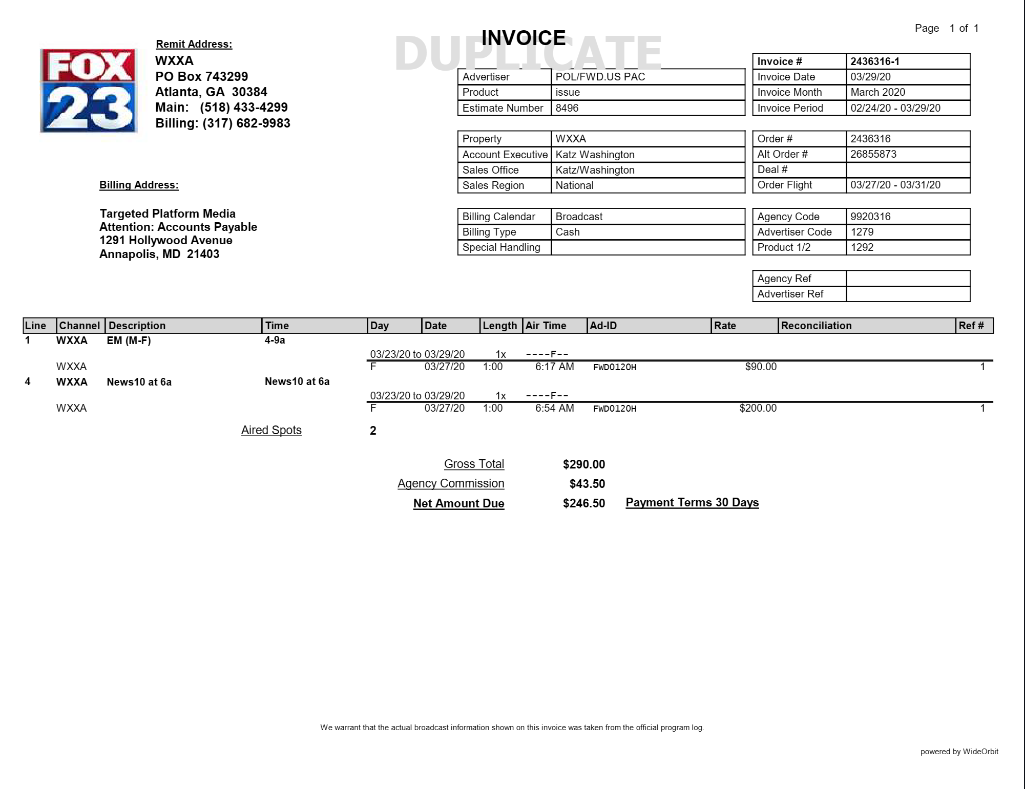 Page 1 of 1
DUPLICATE
INVOICE
FOX
23
Remit Address:
WXXA
PO Box 743299
Atlanta, GA 30384
Main: (518) 433-4299
Billing: (317) 682-9983
Billing Address:
Targeted Platform Media
Attention: Accounts Payable
1291 Hollywood Avenue
Annapolis, MD 21403
Advertiser POL/FWD.US PAC
Product issue
Estimate Number 8496
Invoice # 2436316-1
Invoice Date 03/29/20
Invoice Month March 2020
Invoice Period 02/24/20 - 03/29/20
Property WXXA
Account Executive Katz Washington
Sales Office Katz/Washington
Sales Region National
Order # 2436316
Alt Order # 26855873
Deal #
Order Flight 03/27/20 - 03/31/20
Billing Calendar Broadcast
Billing Type Cash
Special Handling
Agency Code 9920316
Advertiser Code 1279
Product 1/2 1292
Agency Ref
Advertiser Ref
Line Channel Description Time Day Date Length Air Time Ad-ID Rate Reconciliation Ref #
1 WXXA EM (M-F) 4-9a
03/23/20 to 03/29/20 1x ----F--
WXXA F 03/27/20 1:00 6:17 AM FWD0120H $90.00 1
4 WXXA News10 at 6a News10 at 6a
03/23/20 to 03/29/20 1x ----F--
WXXA F 03/27/20 1:00 6:54 AM FWD0120H $200.00 1
Aired Spots 2
Gross Total $290.00
Agency Commission $43.50
Net Amount Due $246.50 Payment Terms 30 Days
We warrant that the actual broadcast information shown on this invoice was taken from the official program log.
powered by WideOrbit